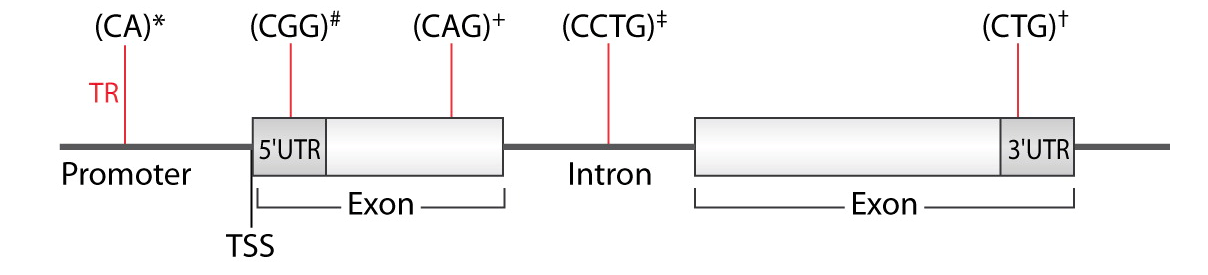 (CA)* (CGG)# (CAG)+ (CCTG)‡ (CTG)†
TR
5'UTR 3'UTR
Promoter Intron
Exon Exon
TSS